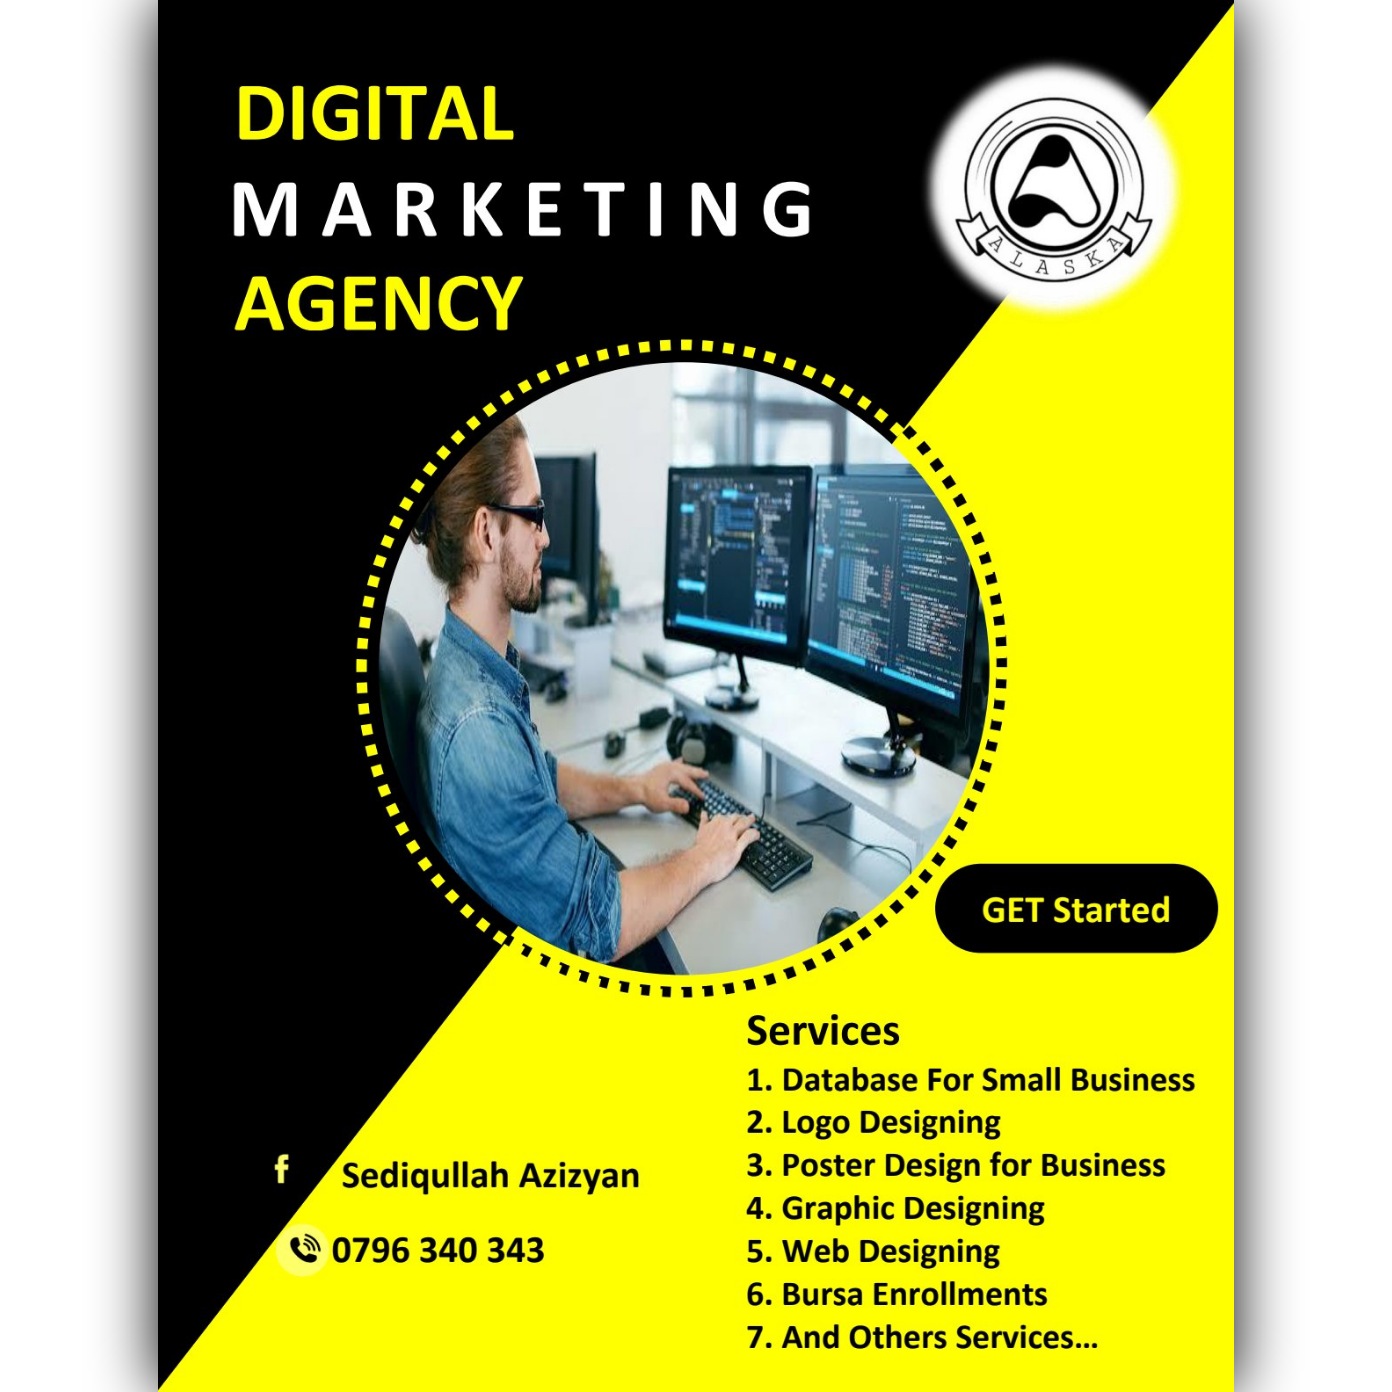 DIGITAL
MARKETING
AGENCY
ALASKA
GET Started
Services
1. Database For Small Business
2. Logo Designing
3. Poster Design for Business
4. Graphic Designing
5. Web Designing
6. Bursa Enrollments
7. And Others Services...
f
Sediqullah Azizyan
0796 340 343